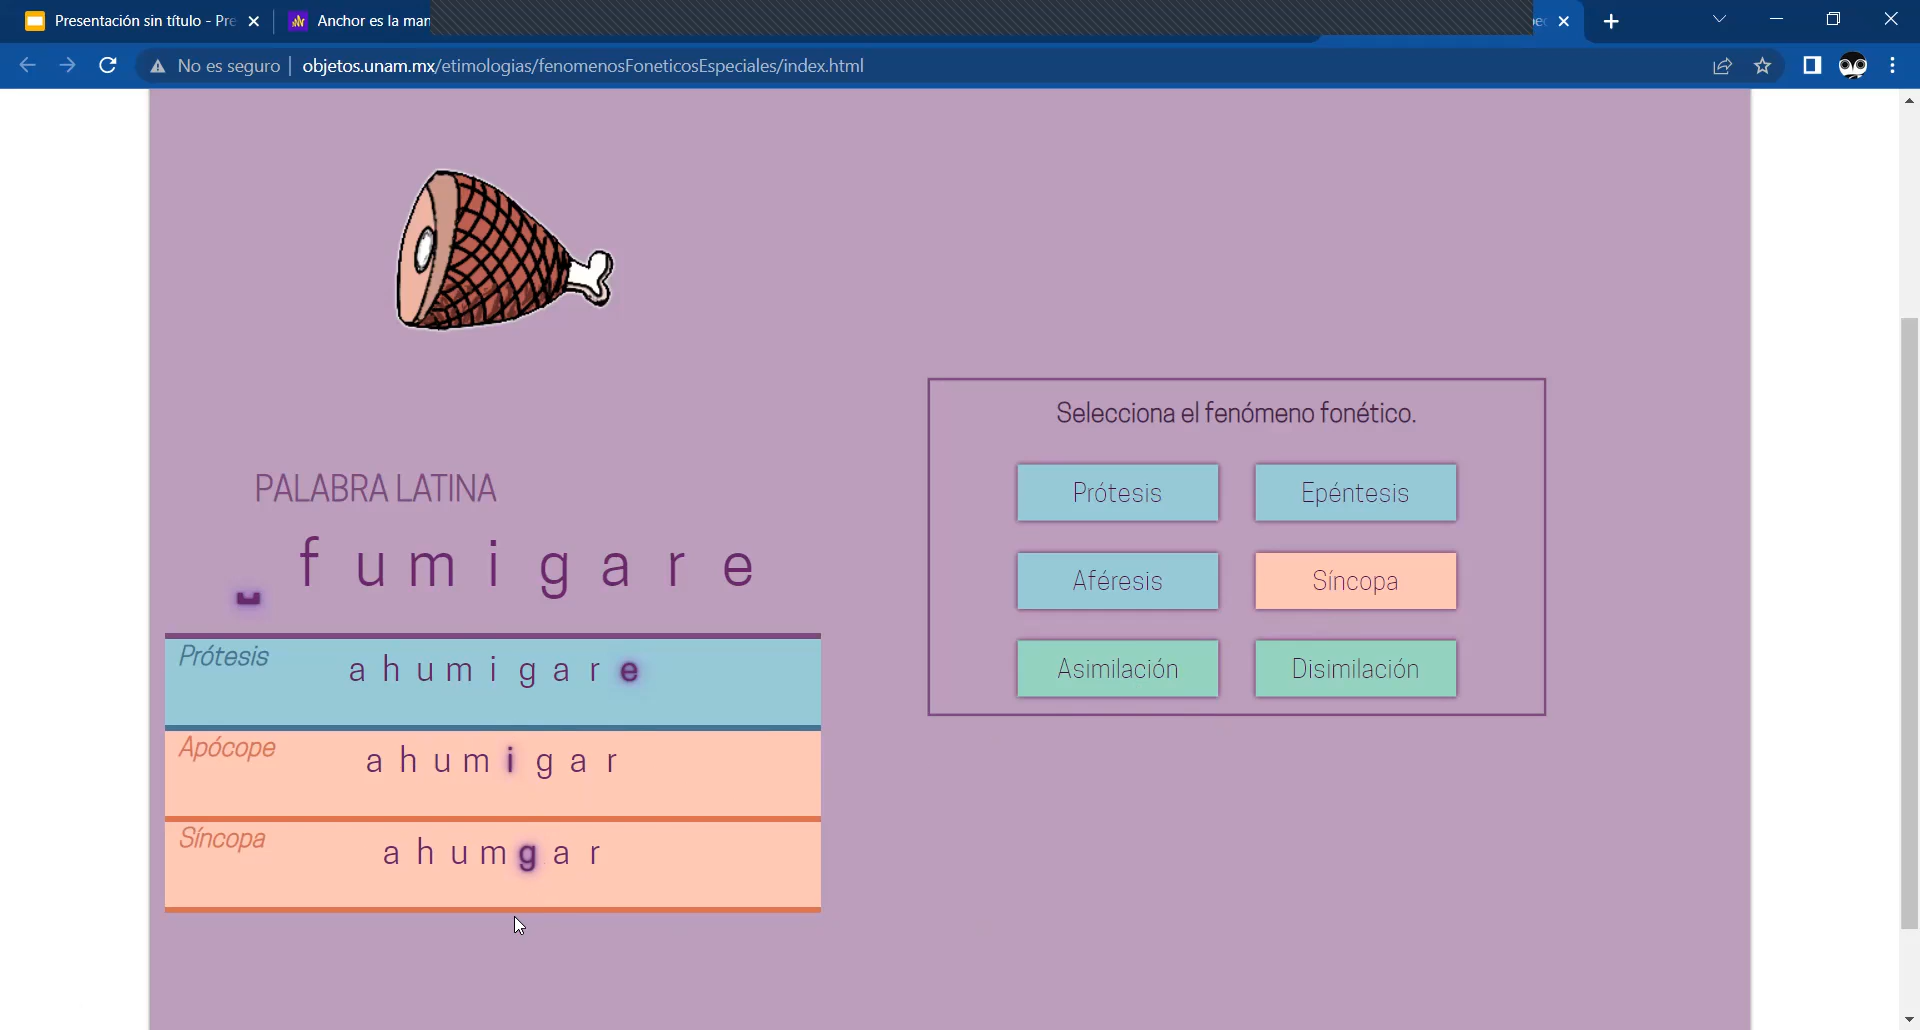 Presentación sin título - Pre
Anchor es la man
No es seguro
objetos.unam.mx/etimologias/fenomenosFoneticosEspeciales/index.html
PALABRA LATINA
f u m i g a r e
Prótesis
a h u m i g a r e
Apócope
a h u m i g a r
Síncopa
a h u m g a r
Selecciona el fenómeno fonético.
Prótesis
Epéntesis
Aféresis
Síncopa
Asimilación
Disimilación